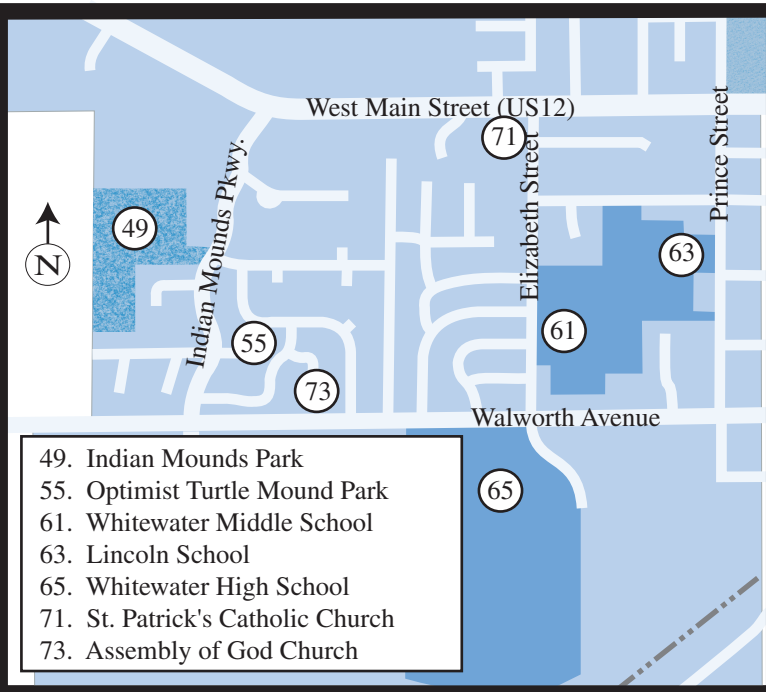 West Main Street (US12)
71
Prince Street
Indian Mounds Pkwy.
Elizabeth Street
49
63
N
61
55
73
Walworth Avenue
65
49. Indian Mounds Park
55. Optimist Turtle Mound Park
61. Whitewater Middle School
63. Lincoln School
65. Whitewater High School
71. St. Patrick's Catholic Church
73. Assembly of God Church